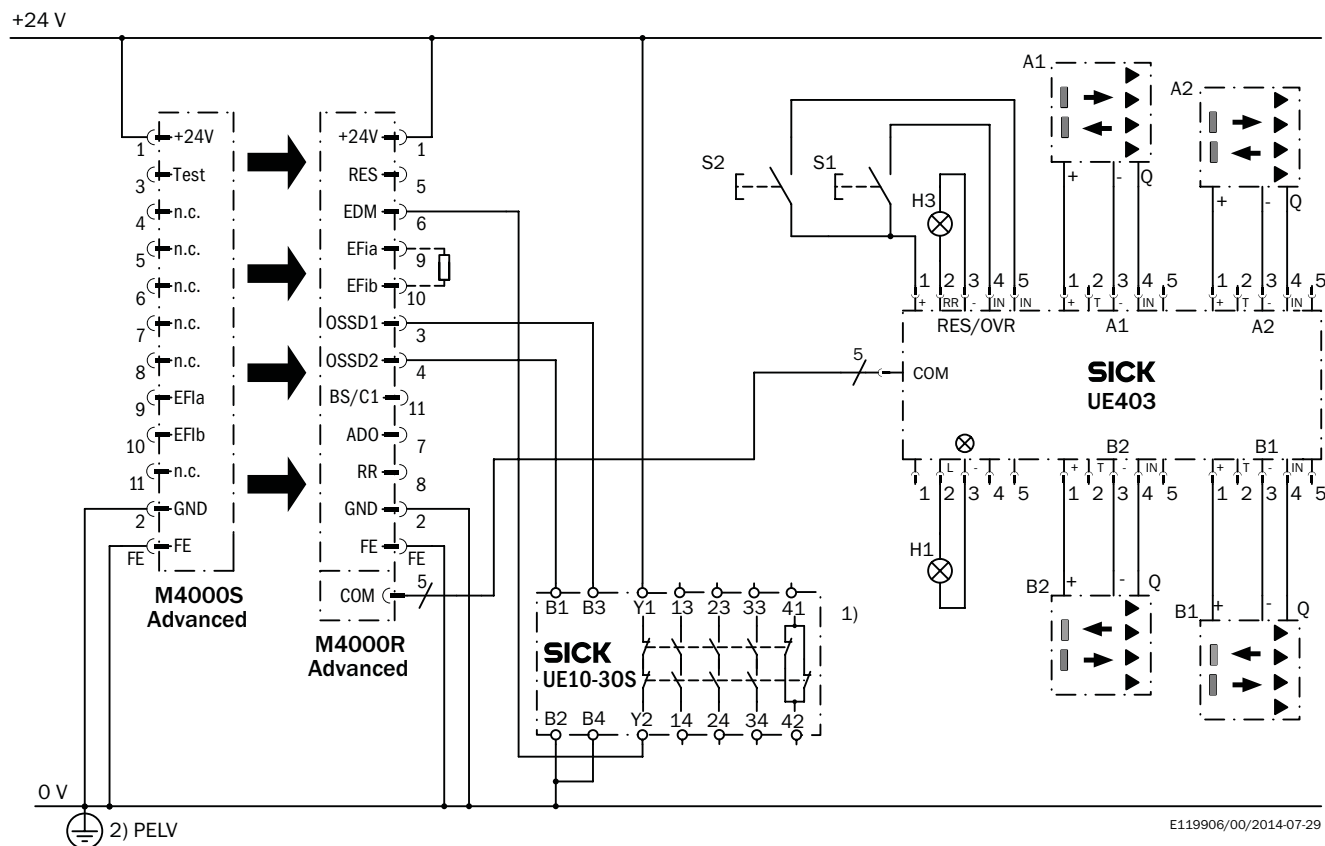 +24 V
+24V
1
Test
3
n.c.
4
n.c.
5
n.c.
6
n.c.
7
n.c.
8
EFIa
9
EFIb
10
n.c.
11
GND
2
FE
FE
M4000S
Advanced
+24V
1
RES
5
EDM
6
EFia
9
EFib
10
OSSD1
3
OSSD2
4
BS/C1
11
ADO
7
RR
8
GND
2
FE
FE
COM
5
M4000R
Advanced
B1 B3 Y1 13 23 33 41
1)
SICK
UE10-30S
B2 B4 Y2 14 24 34 42
S2
S1
H3
A1
+ - Q
A2
+ - Q
1 2 3 4 5
+ RR - IN IN
RES/OVR
1 2 3 4 5
+ T - IN
A1
1 2 3 4 5
+ T - IN
A2
5
COM
SICK
UE403
L -
1 2 3 4 5
B2
+ T - IN
1 2 3 4 5
B1
+ T - IN
1 2 3 4 5
H1
B2
+ - Q
B1
+ - Q
0 V
2) PELV
E119906/00/2014-07-29